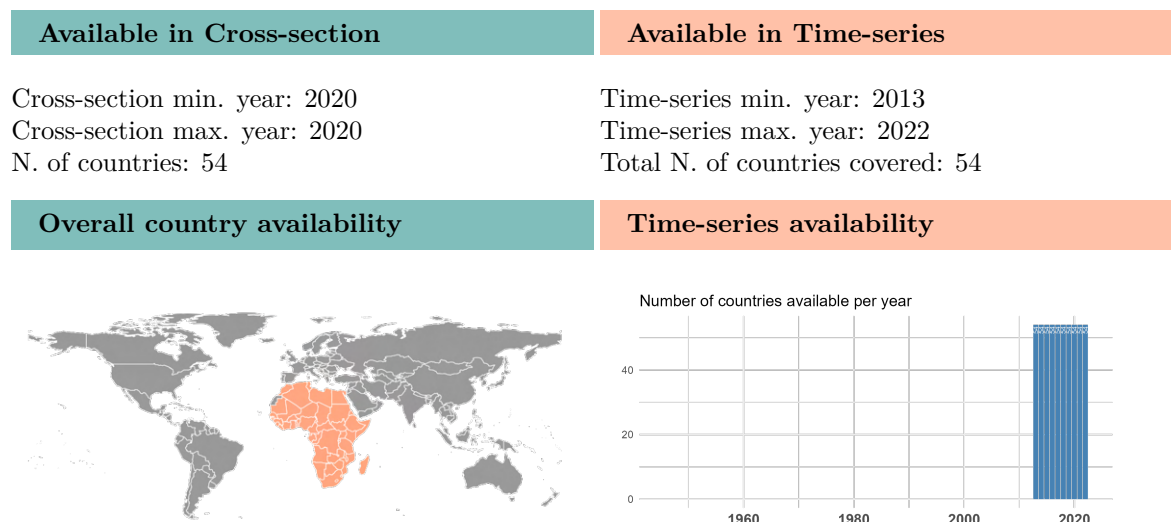 Available in Cross-section
Available in Time-series
Cross-section min. year: 2020
Cross-section max. year: 2020
N. of countries: 54
Time-series min. year: 2013
Time-series max. year: 2022
Total N. of countries covered: 54
Overall country availability
Time-series availability
Number of countries available per year
40
20
0
1960 1980 2000 2020